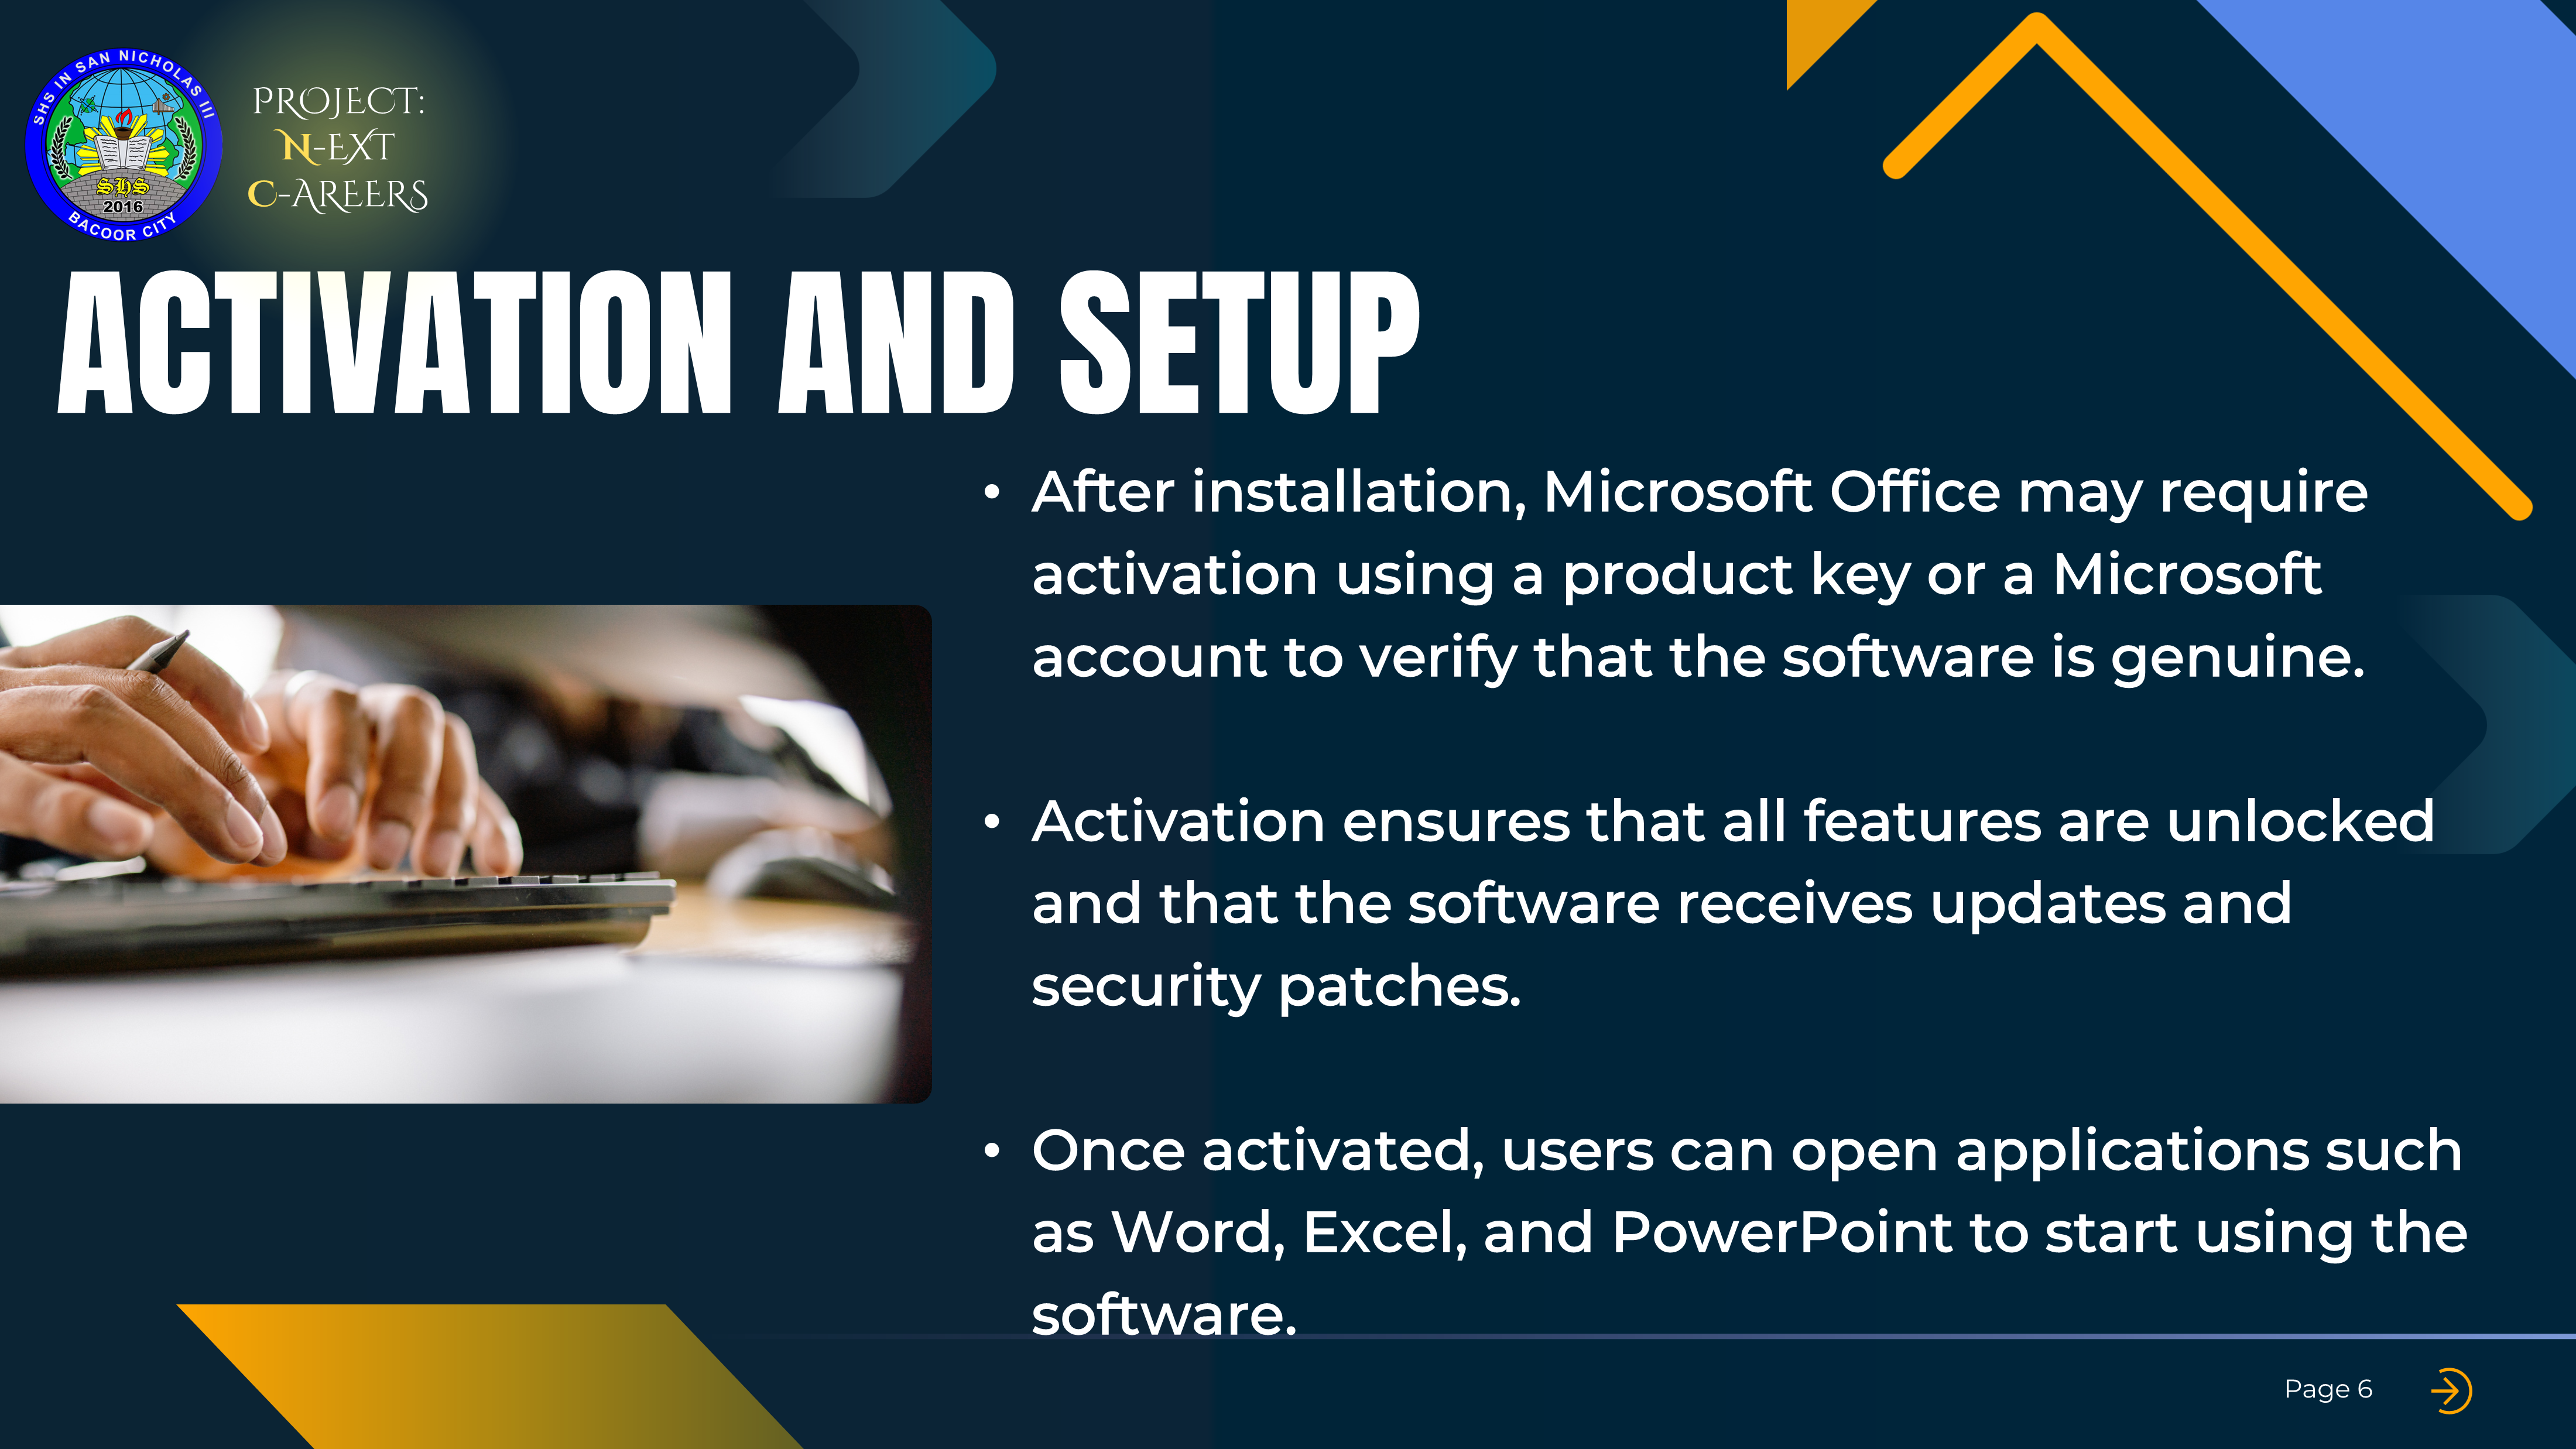 SHS IN SAN NICHOLAS III
SHS
2016
BACOOR CITY
PROJECT:
N-EXT
C-AREERS
ACTIVATION AND SETUP
• After installation, Microsoft Office may require
activation using a product key or a Microsoft
account to verify that the software is genuine.
• Activation ensures that all features are unlocked
and that the software receives updates and
security patches.
• Once activated, users can open applications such
as Word, Excel, and PowerPoint to start using the
software.
Page 6